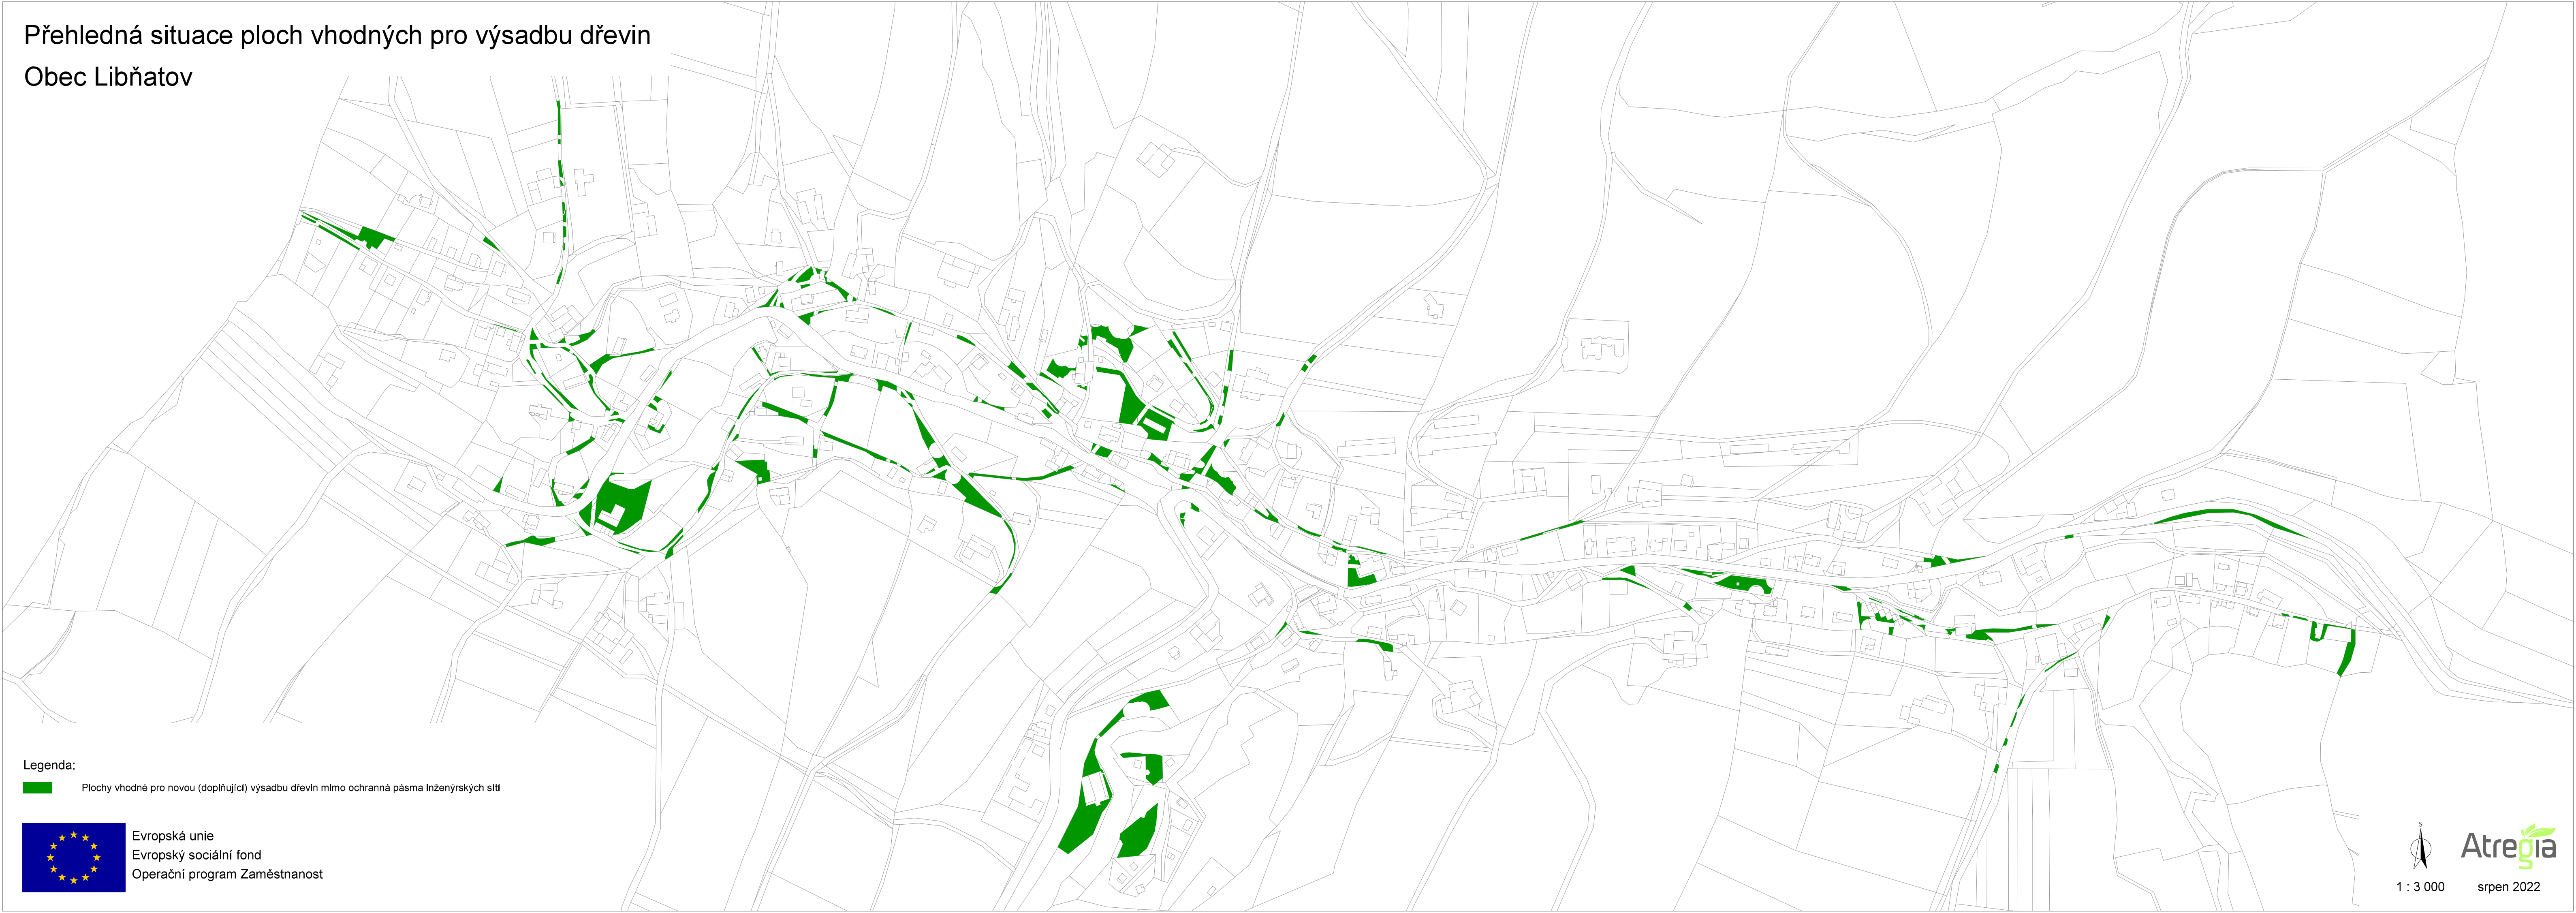 Přehledná situace ploch vhodných pro výsadbu dřevin
Obec Libňatov
Legenda:
Plochy vhodné pro novou (doplňující) výsadbu dřevin mimo ochranná pásma inženýrských sítí
Evropská unie
Evropský sociální fond
Operační program Zaměstnanost
S
Atregia
1 : 3 000 srpen 2022